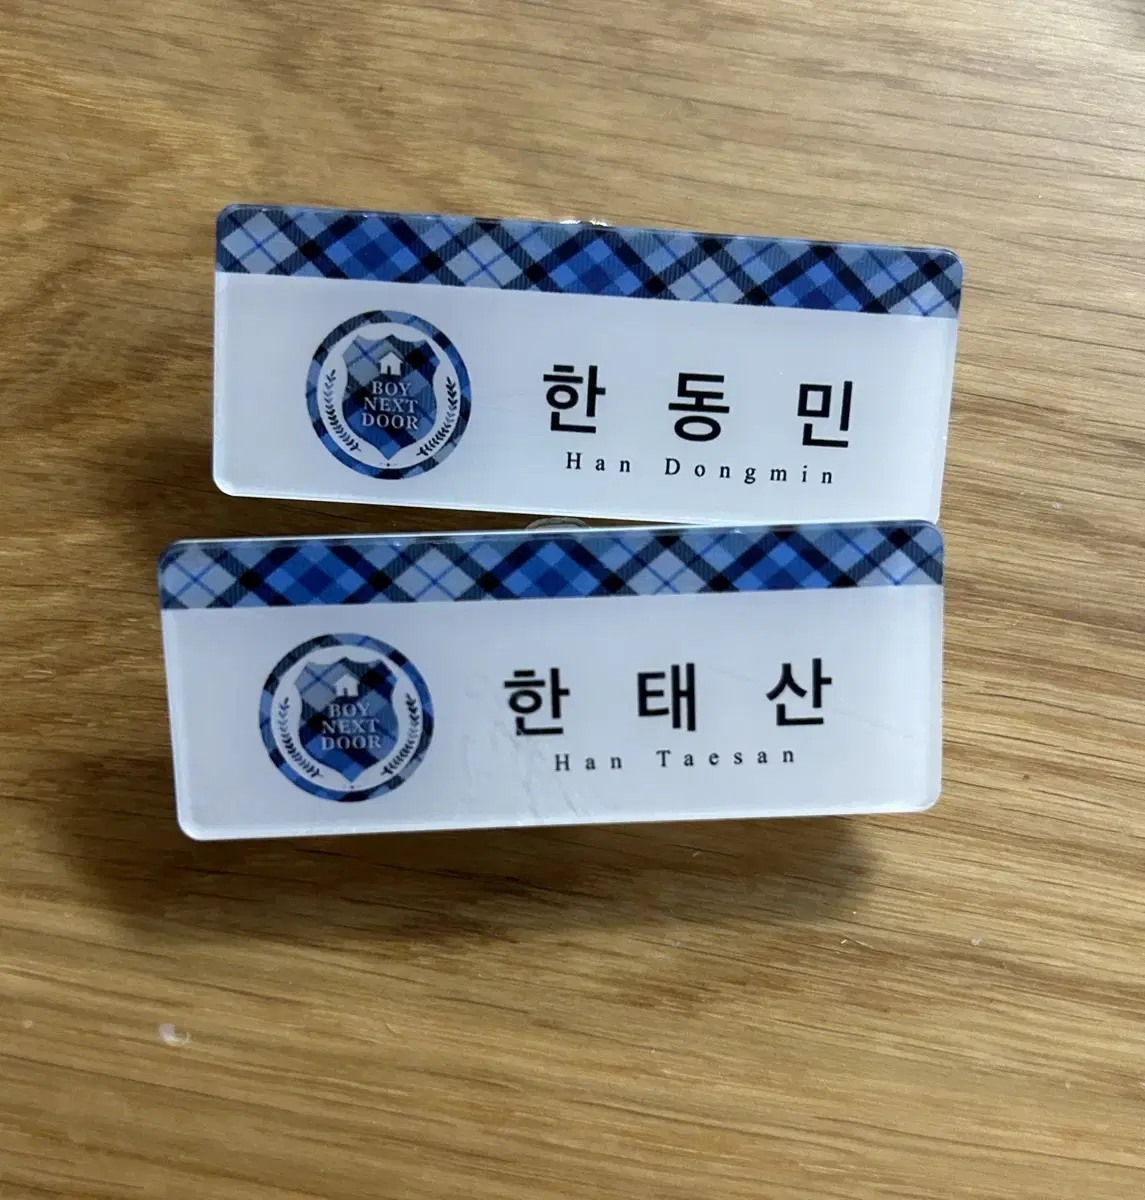 BOY
NEXT
DOOR
한동민
Han Dongmin
BOY
NEXT
DOOR
한태산
Han Taesan